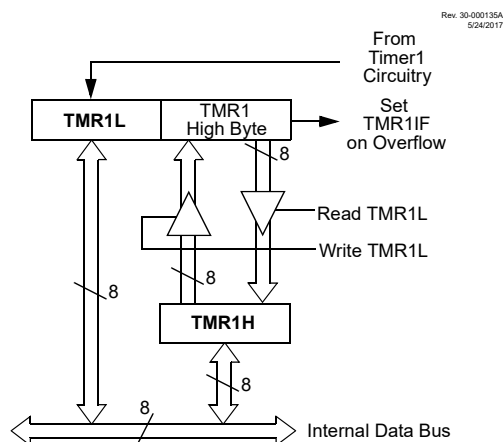 Rev. 30-000135A
5/24/2017
From
Timer1
Circuitry
TMR1L
TMR1
High Byte
Set
TMR1IF
on Overflow
8
Read TMR1L
Write TMR1L
8
8
TMR1H
8
8
Internal Data Bus